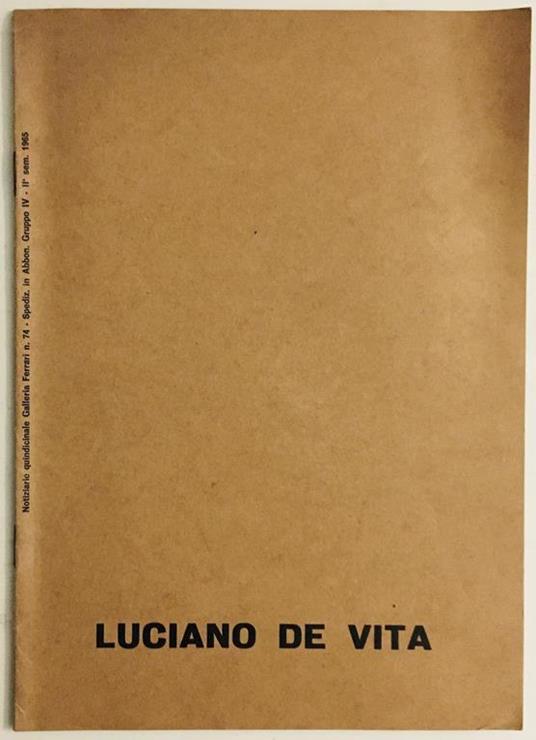 Notiziario quindicinale Galleria Ferrari n. 74 - Spediz. in Abbon. Gruppo IV - II° sem. 1965
LUCIANO DE VITA